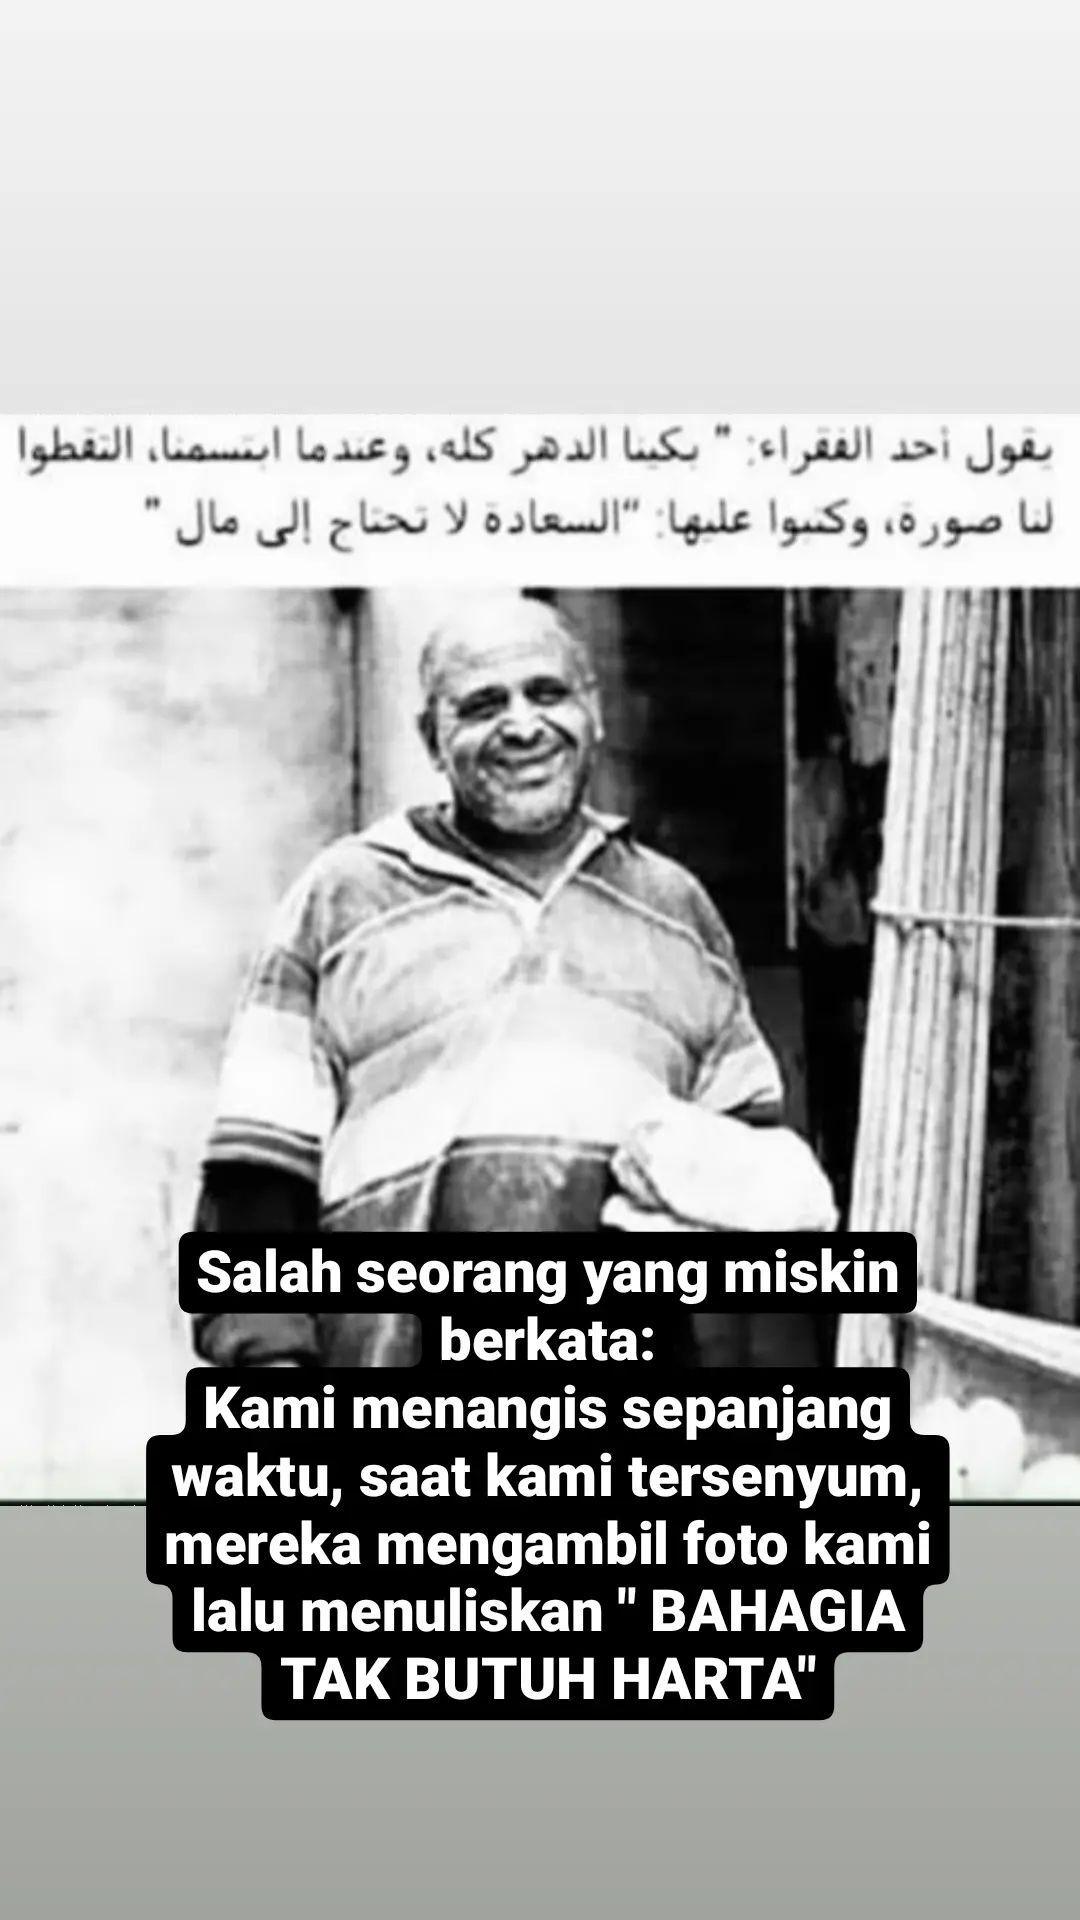 يقول أحد الفقراء: " بكينا الدهر كله، وعندما ابتسمنا، التقطوا
لنا صورة، وكتبوا عليها: “السعادة لا تحتاج إلى مال "
Salah seorang yang miskin
berkata:
Kami menangis sepanjang
waktu, saat kami tersenyum,
mereka mengambil foto kami
lalu menuliskan " BAHAGIA
TAK BUTUH HARTA"